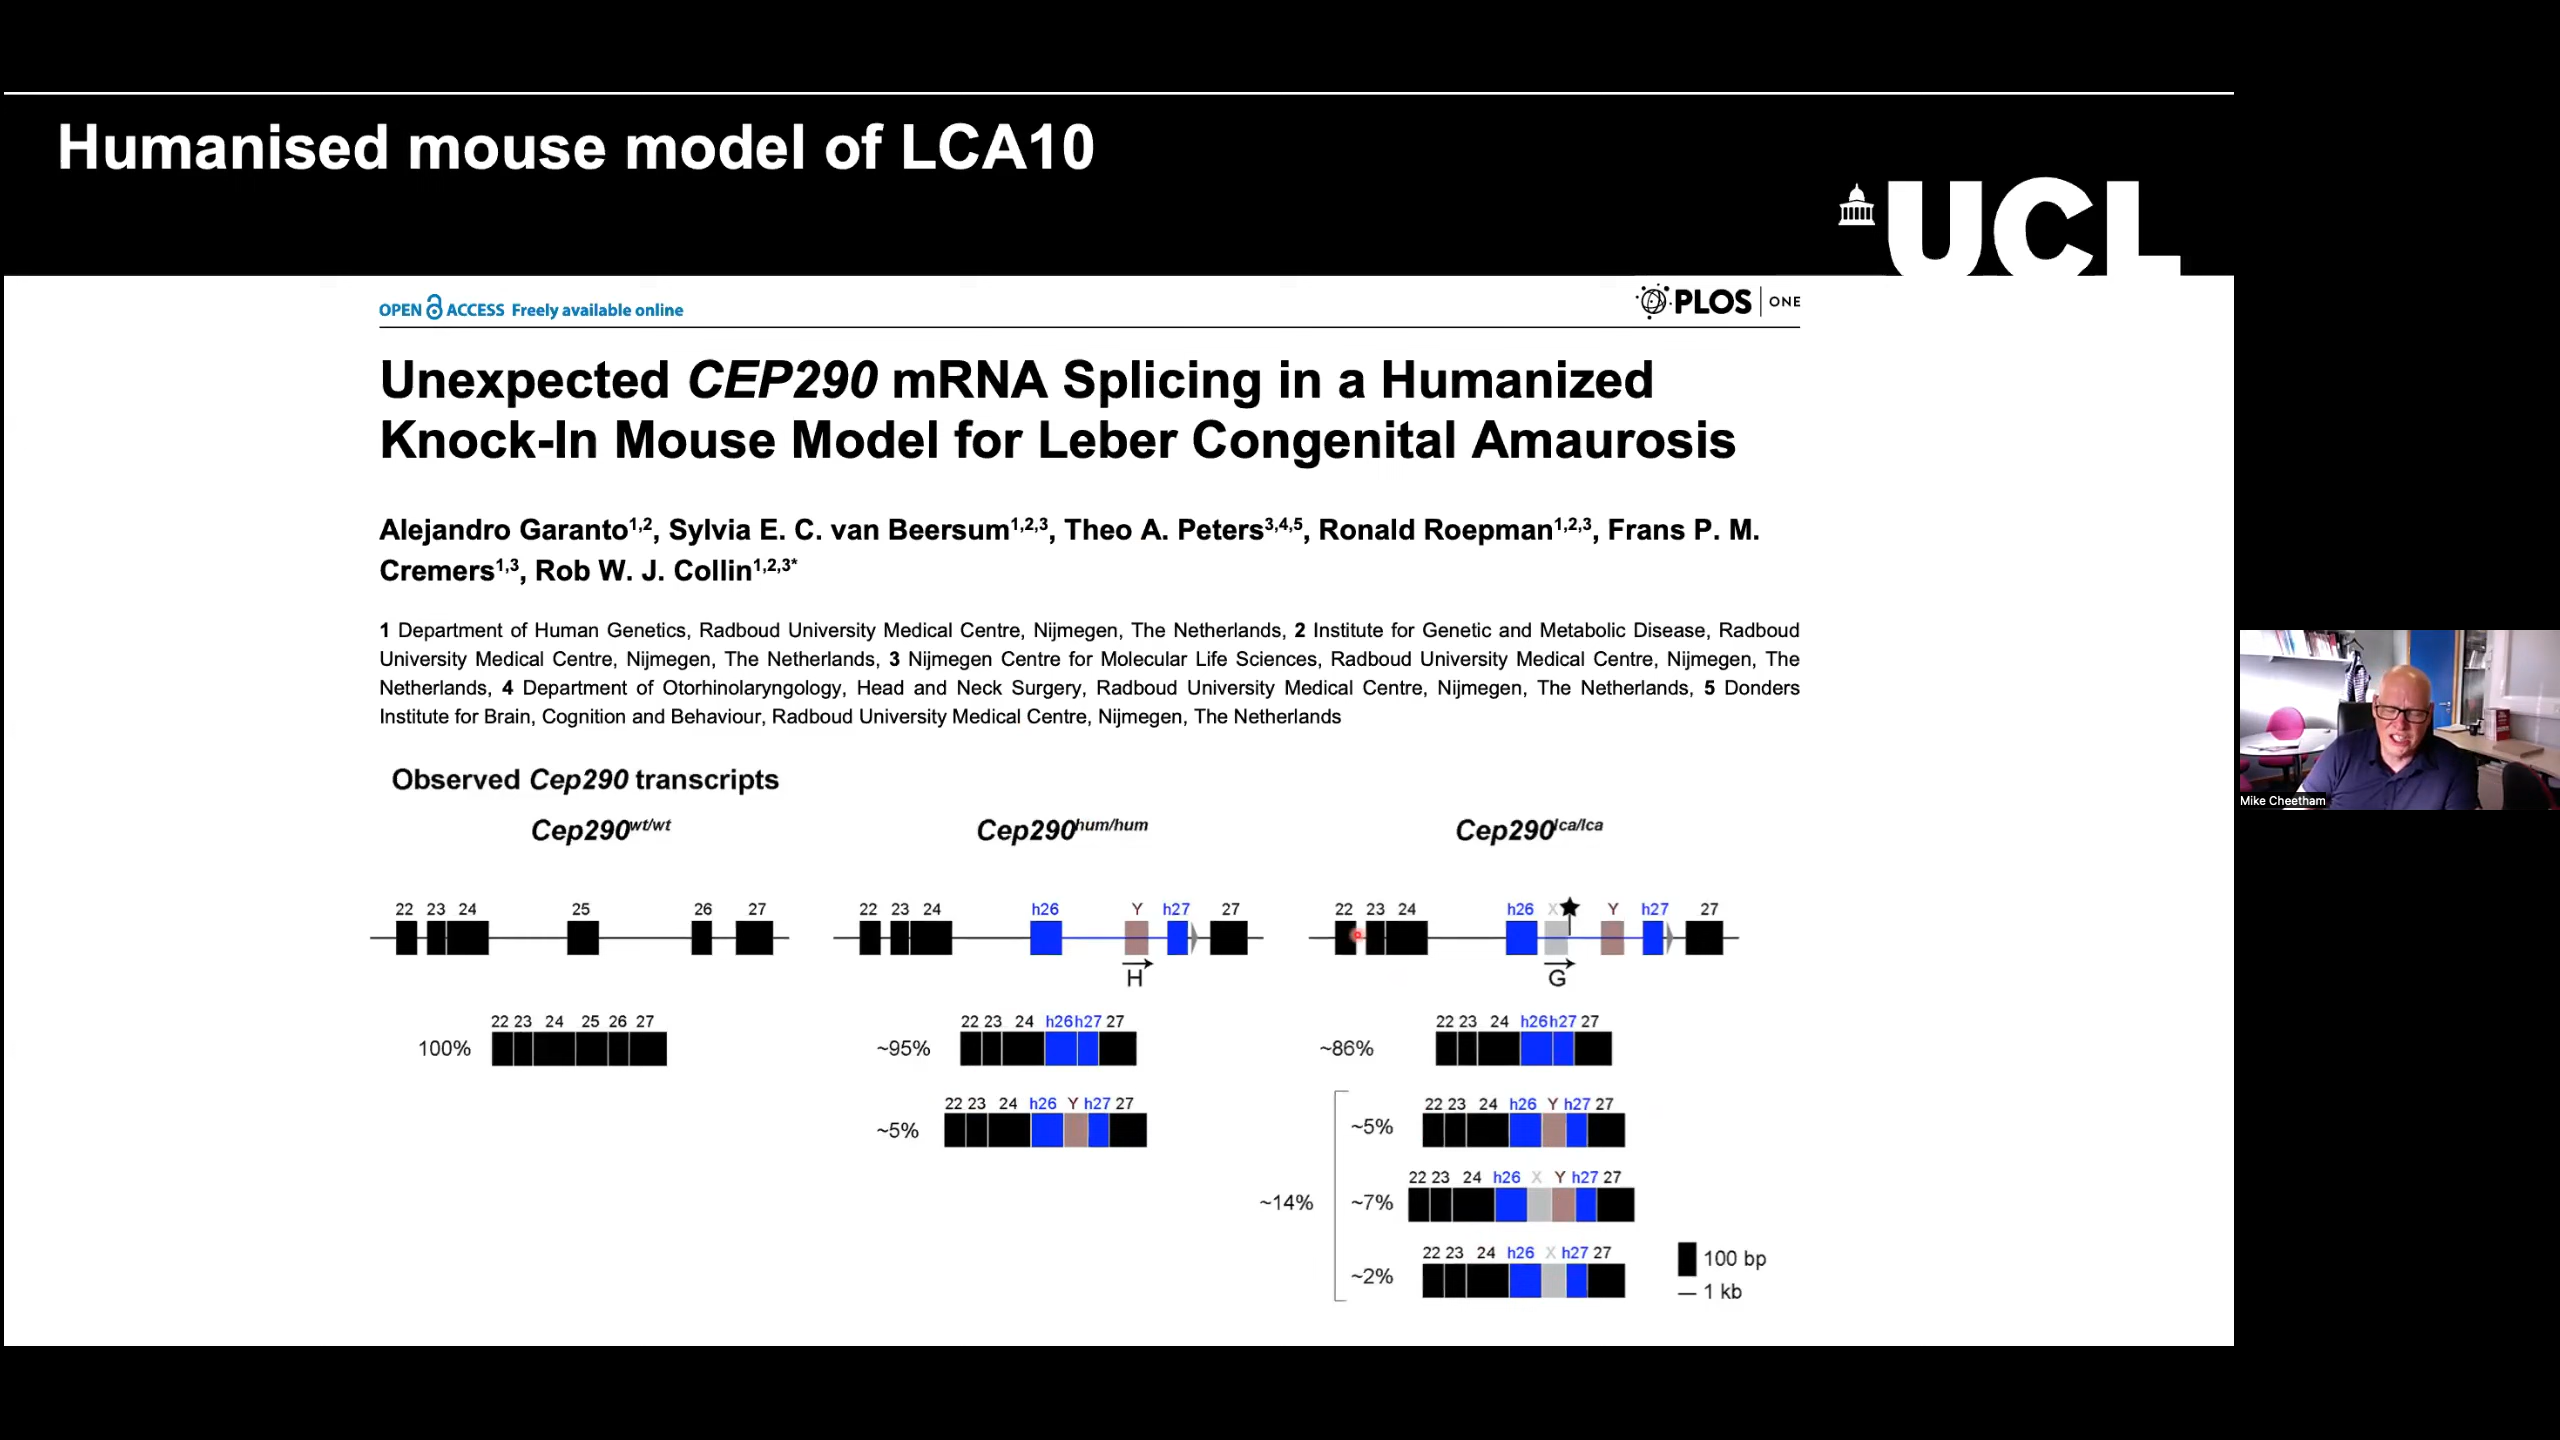 Humanised mouse model of LCA10
UCL
OPEN ACCESS Freely available online
PLOS ONE
Unexpected CEP290 mRNA Splicing in a Humanized
Knock-In Mouse Model for Leber Congenital Amaurosis
Alejandro Garanto1,2, Sylvia E. C. van Beersum1,2,3, Theo A. Peters3,4,5, Ronald Roepman1,2,3, Frans P. M.
Cremers1,3, Rob W. J. Collin1,2,3*
1 Department of Human Genetics, Radboud University Medical Centre, Nijmegen, The Netherlands, 2 Institute for Genetic and Metabolic Disease, Radboud
University Medical Centre, Nijmegen, The Netherlands, 3 Nijmegen Centre for Molecular Life Sciences, Radboud University Medical Centre, Nijmegen, The
Netherlands, 4 Department of Otorhinolaryngology, Head and Neck Surgery, Radboud University Medical Centre, Nijmegen, The Netherlands, 5 Donders
Institute for Brain, Cognition and Behaviour, Radboud University Medical Centre, Nijmegen, The Netherlands
Mike Cheetham
Observed Cep290 transcripts
Cep290wt/wt
22 23 24 25 26 27
100%
22 23 24 25 26 27
Cep290hum/hum
22 23 24 h26 Y h27 27
H
~95%
22 23 24 h26 h27 27
~5%
22 23 24 h26 Y h27 27
Cep290lca/lca
22 23 24 h26 X Y h27 27
G
~86%
22 23 24 h26 h27 27
~14%
~5%
22 23 24 h26 Y h27 27
~7%
22 23 24 h26 X Y h27 27
~2%
22 23 24 h26 X h27 27
100 bp
1 kb